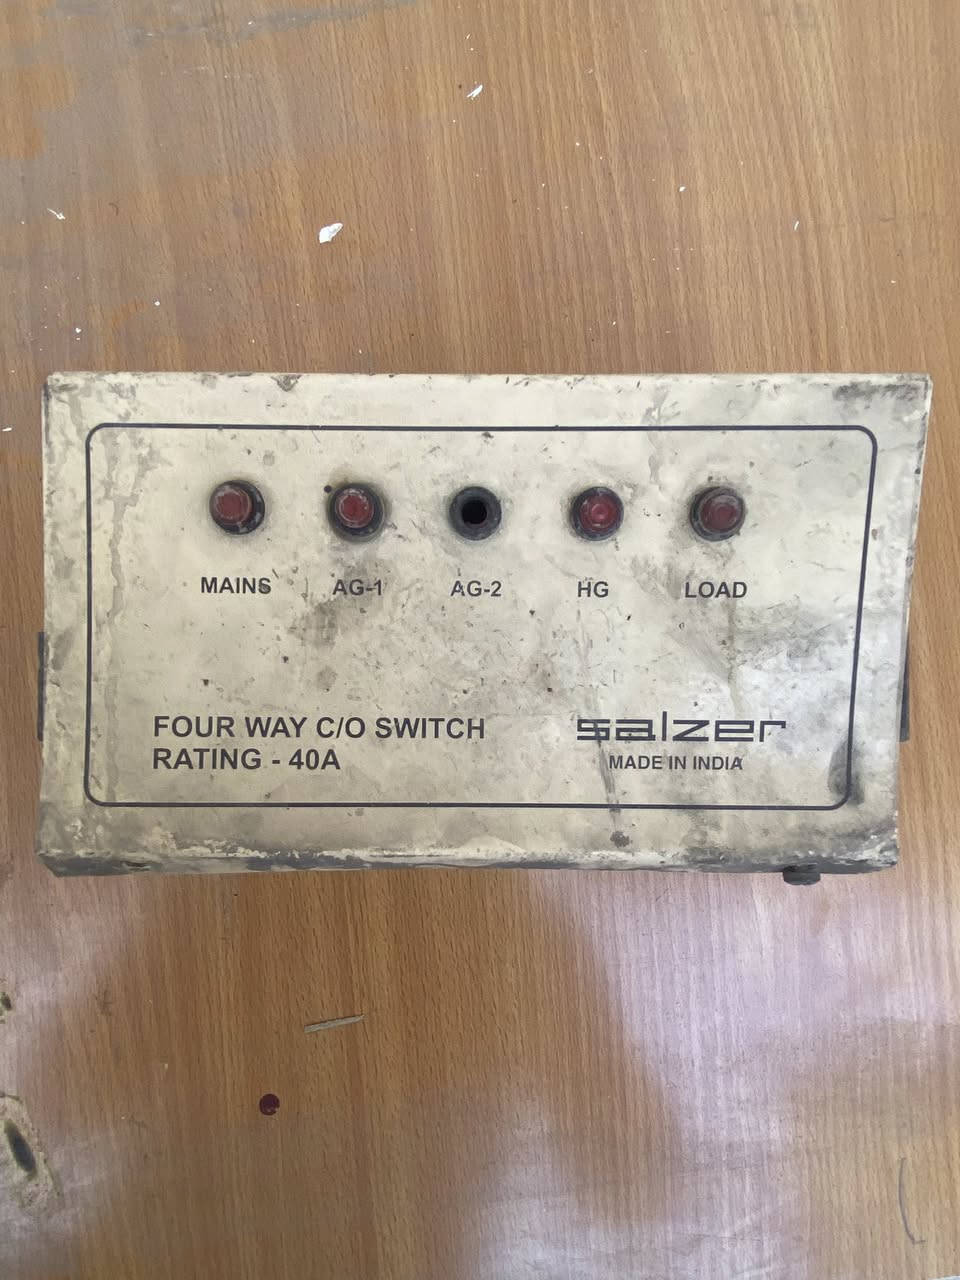 MAINS AG-1 AG-2 HG LOAD
FOUR WAY C/O SWITCH
RATING - 40A
salzer
MADE IN INDIA